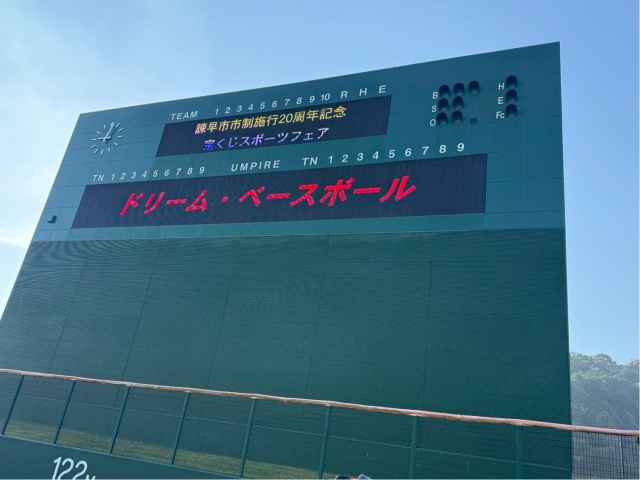 TEAM 1 2 3 4 5 6 7 8 9 10 R H E
諫早市市制施行20周年記念
宝くじスポーツフェア
B
S
O
H
E
Fc
TN 1 2 3 4 5 6 7 8 9 UMPIRE TN 1 2 3 4 5 6 7 8 9
ドリーム・ベースボール
122